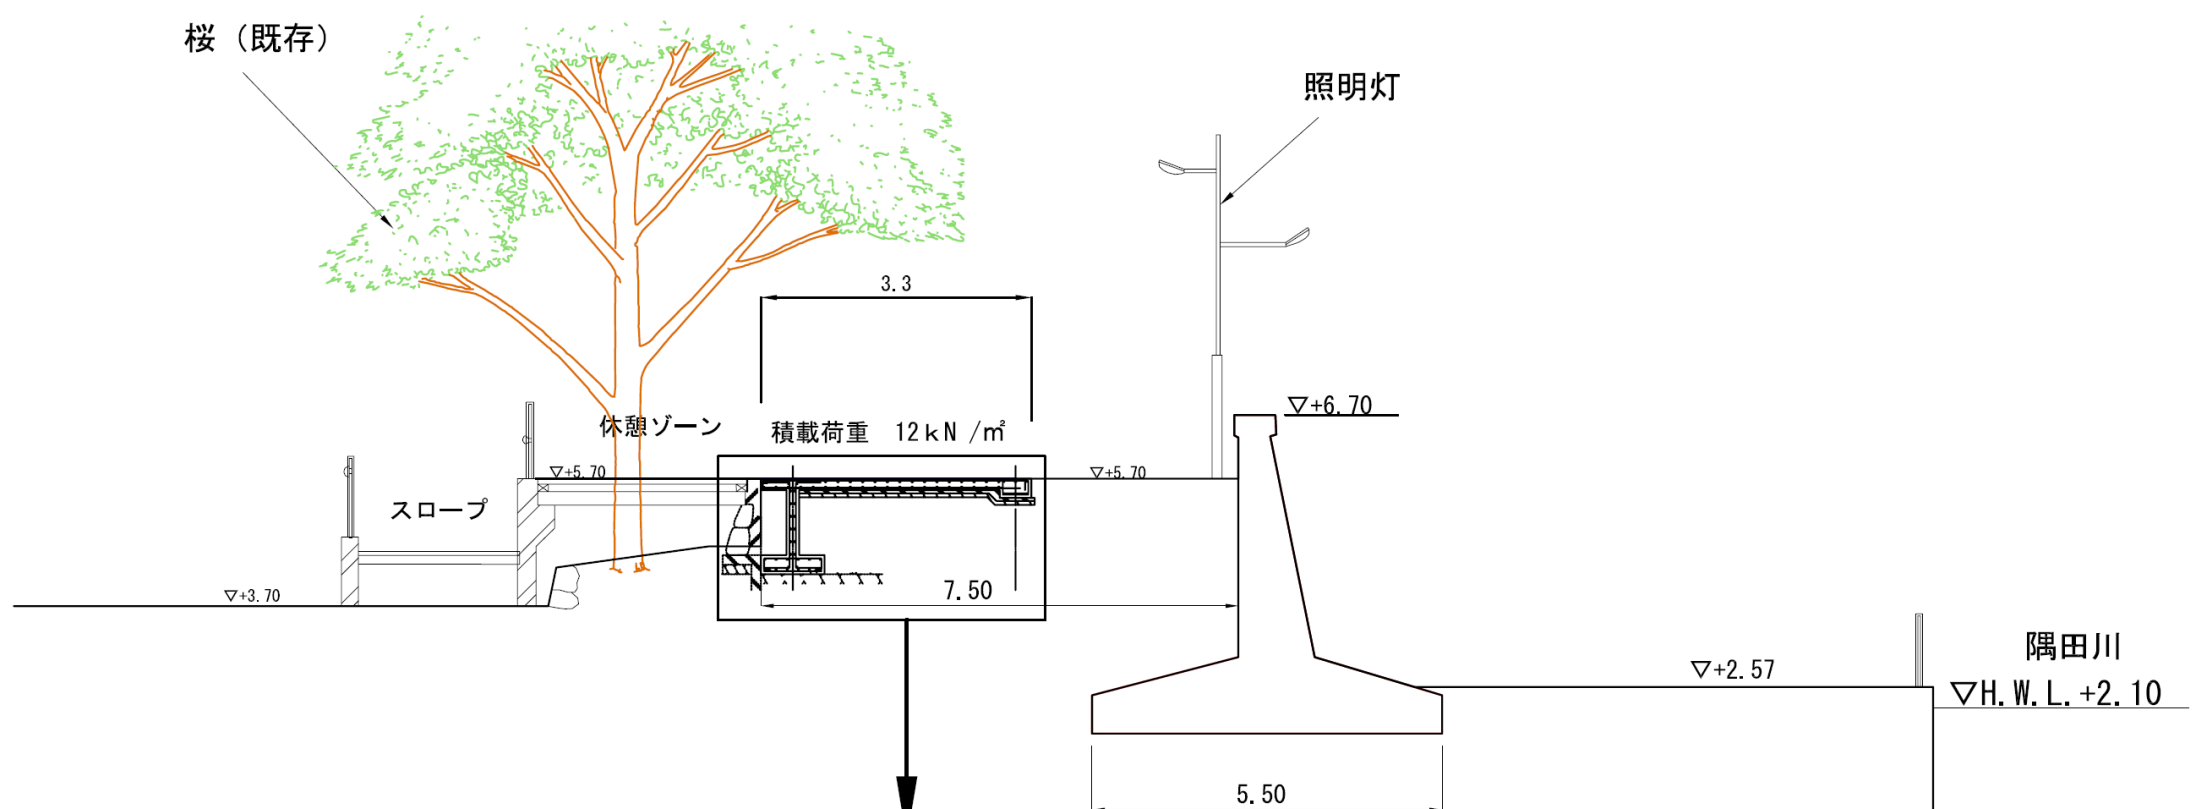 桜（既存）
照明灯
3.3
▽+6.70
休憩ゾーン
積載荷重　12kN /㎡
▽+5.70
▽+5.70
スロープ
7.50
▽+3.70
隅田川
▽+2.57
▽H.W.L.+2.10
5.50